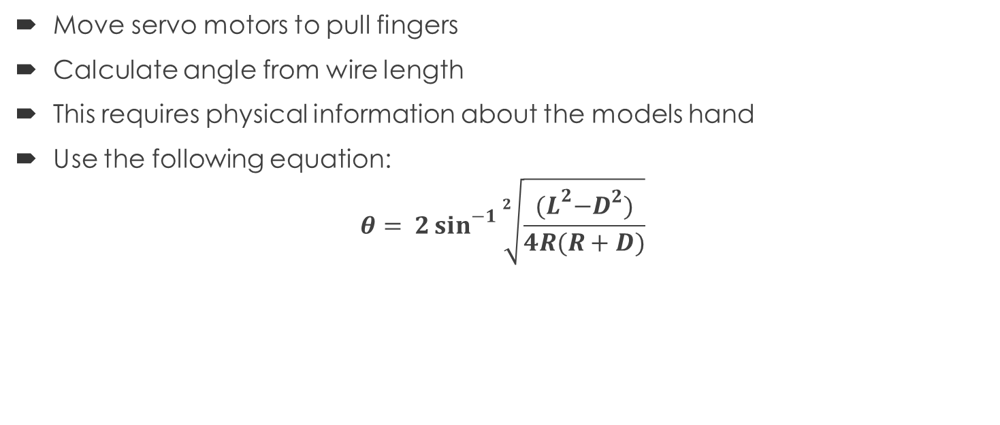 Move servo motors to pull fingers
Calculate angle from wire length
This requires physical information about the models hand
Use the following equation:
θ = 2 sin⁻¹ ²√((L²−D²) / 4R(R + D))